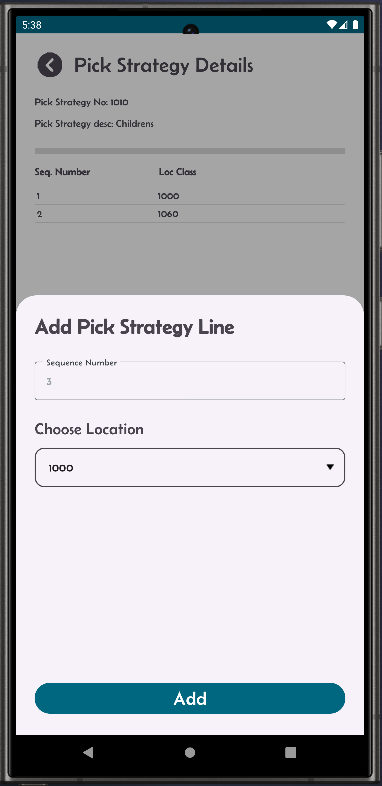 5:38
Pick Strategy Details
Pick Strategy No: 1010
Pick Strategy desc: Childrens
Seq. Number Loc Class
1 1000
2 1060
Add Pick Strategy Line
Sequence Number
3
Choose Location
1000
Add